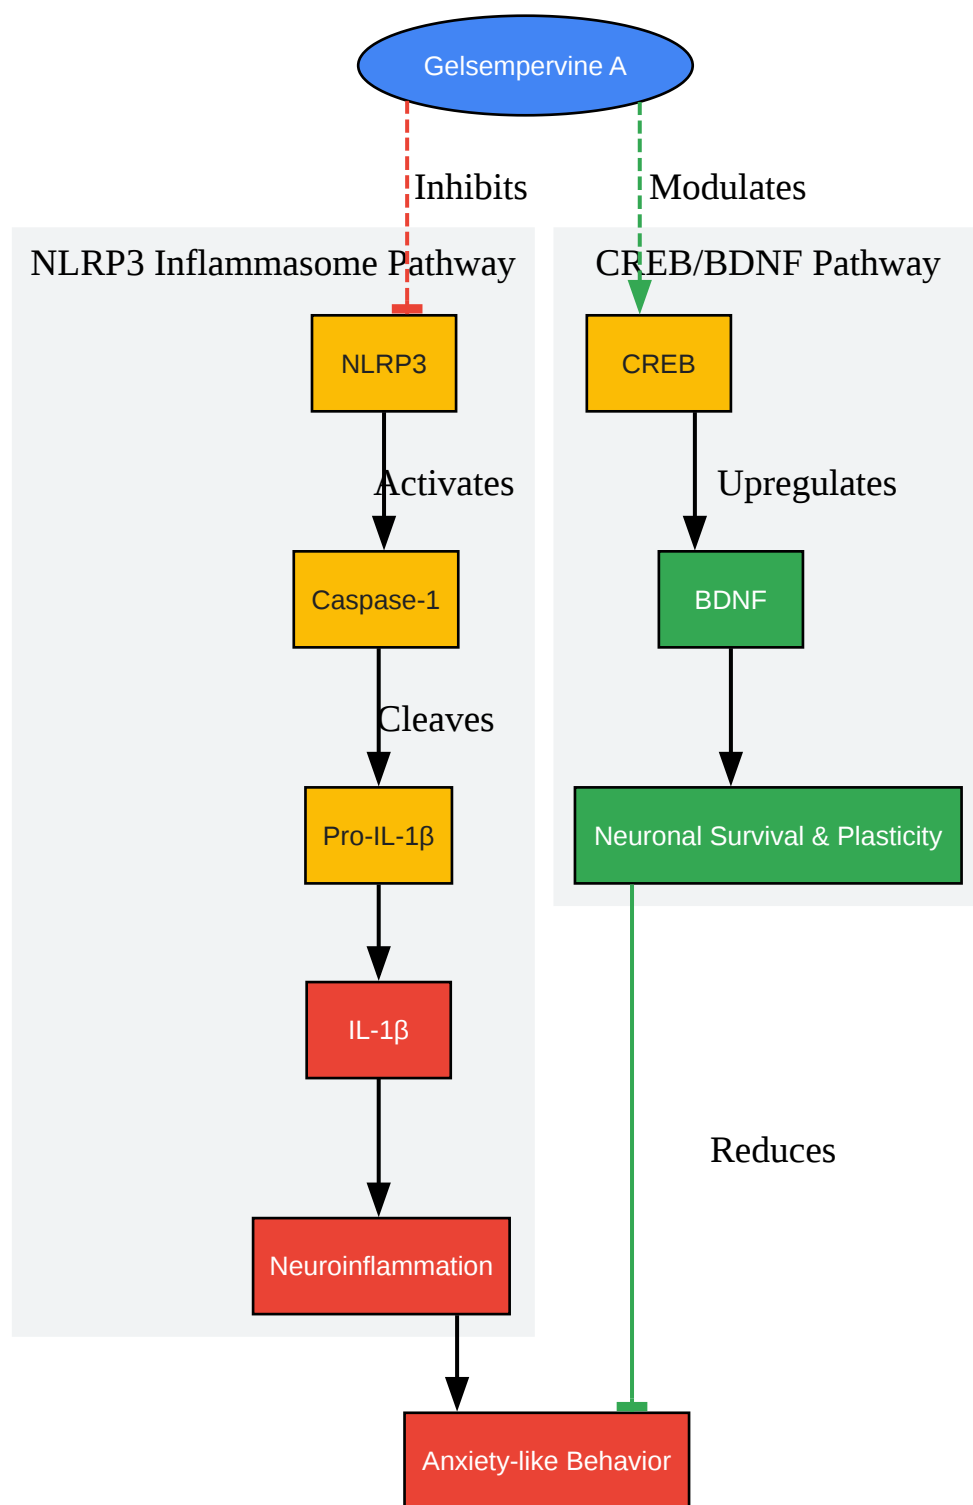 Gelsempervine A
Inhibits
Modulates
NLRP3 Inflammasome Pathway
CREB/BDNF Pathway
NLRP3
CREB
Activates
Upregulates
Caspase-1
BDNF
Cleaves
Pro-IL-1β
Neuronal Survival & Plasticity
IL-1β
Reduces
Neuroinflammation
Anxiety-like Behavior